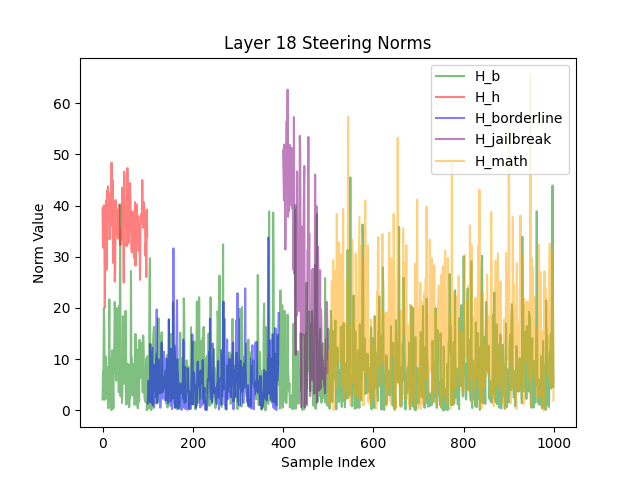 Layer 18 Steering Norms
H_b
H_h
H_borderline
H_jailbreak
H_math
60
50
40
30
20
10
0
Norm Value
0
200
400
600
800
1000
Sample Index